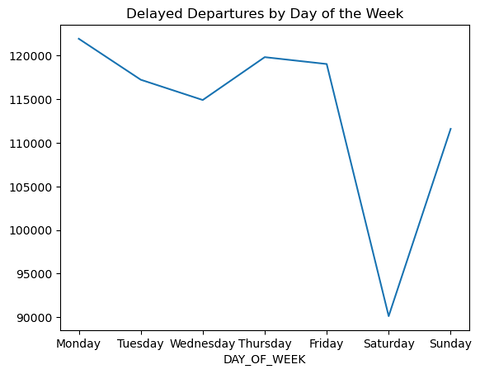 Delayed Departures by Day of the Week
120000
115000
110000
105000
100000
95000
90000
Monday Tuesday Wednesday Thursday Friday Saturday Sunday
DAY_OF_WEEK